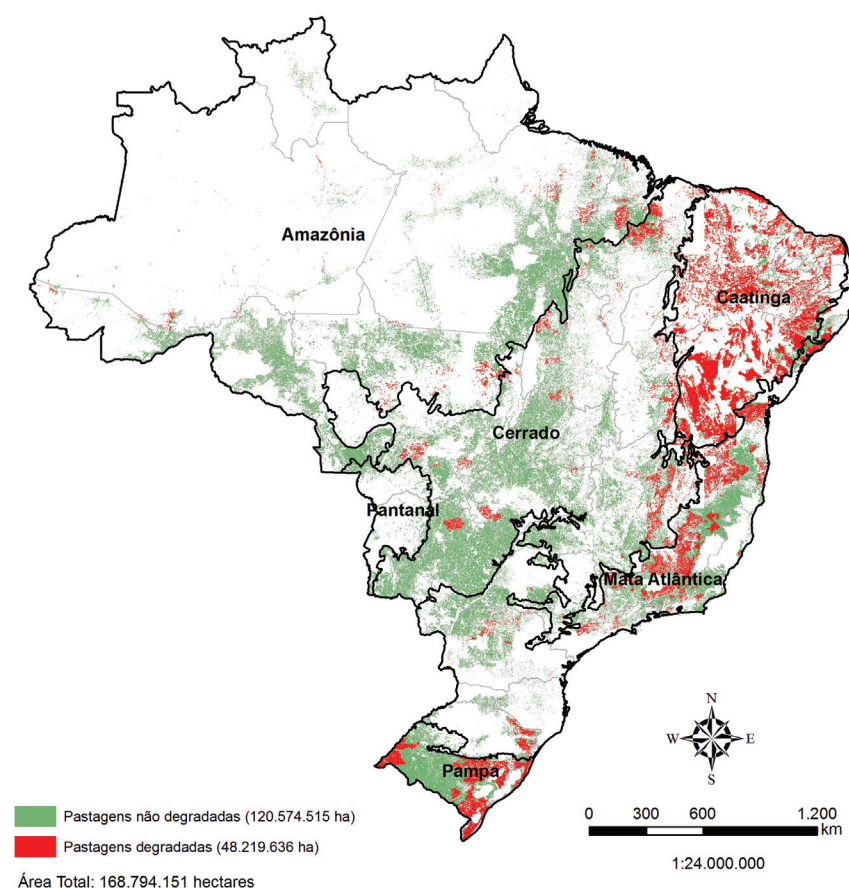 Amazônia
Caatinga
Cerrado
Pantanal
Mata Atlântica
Pampa
N
W E
S
Pastagens não degradadas (120.574.515 ha)
Pastagens degradadas (48.219.636 ha)
Área Total: 168.794.151 hectares
0 300 600 1.200
km
1:24.000.000